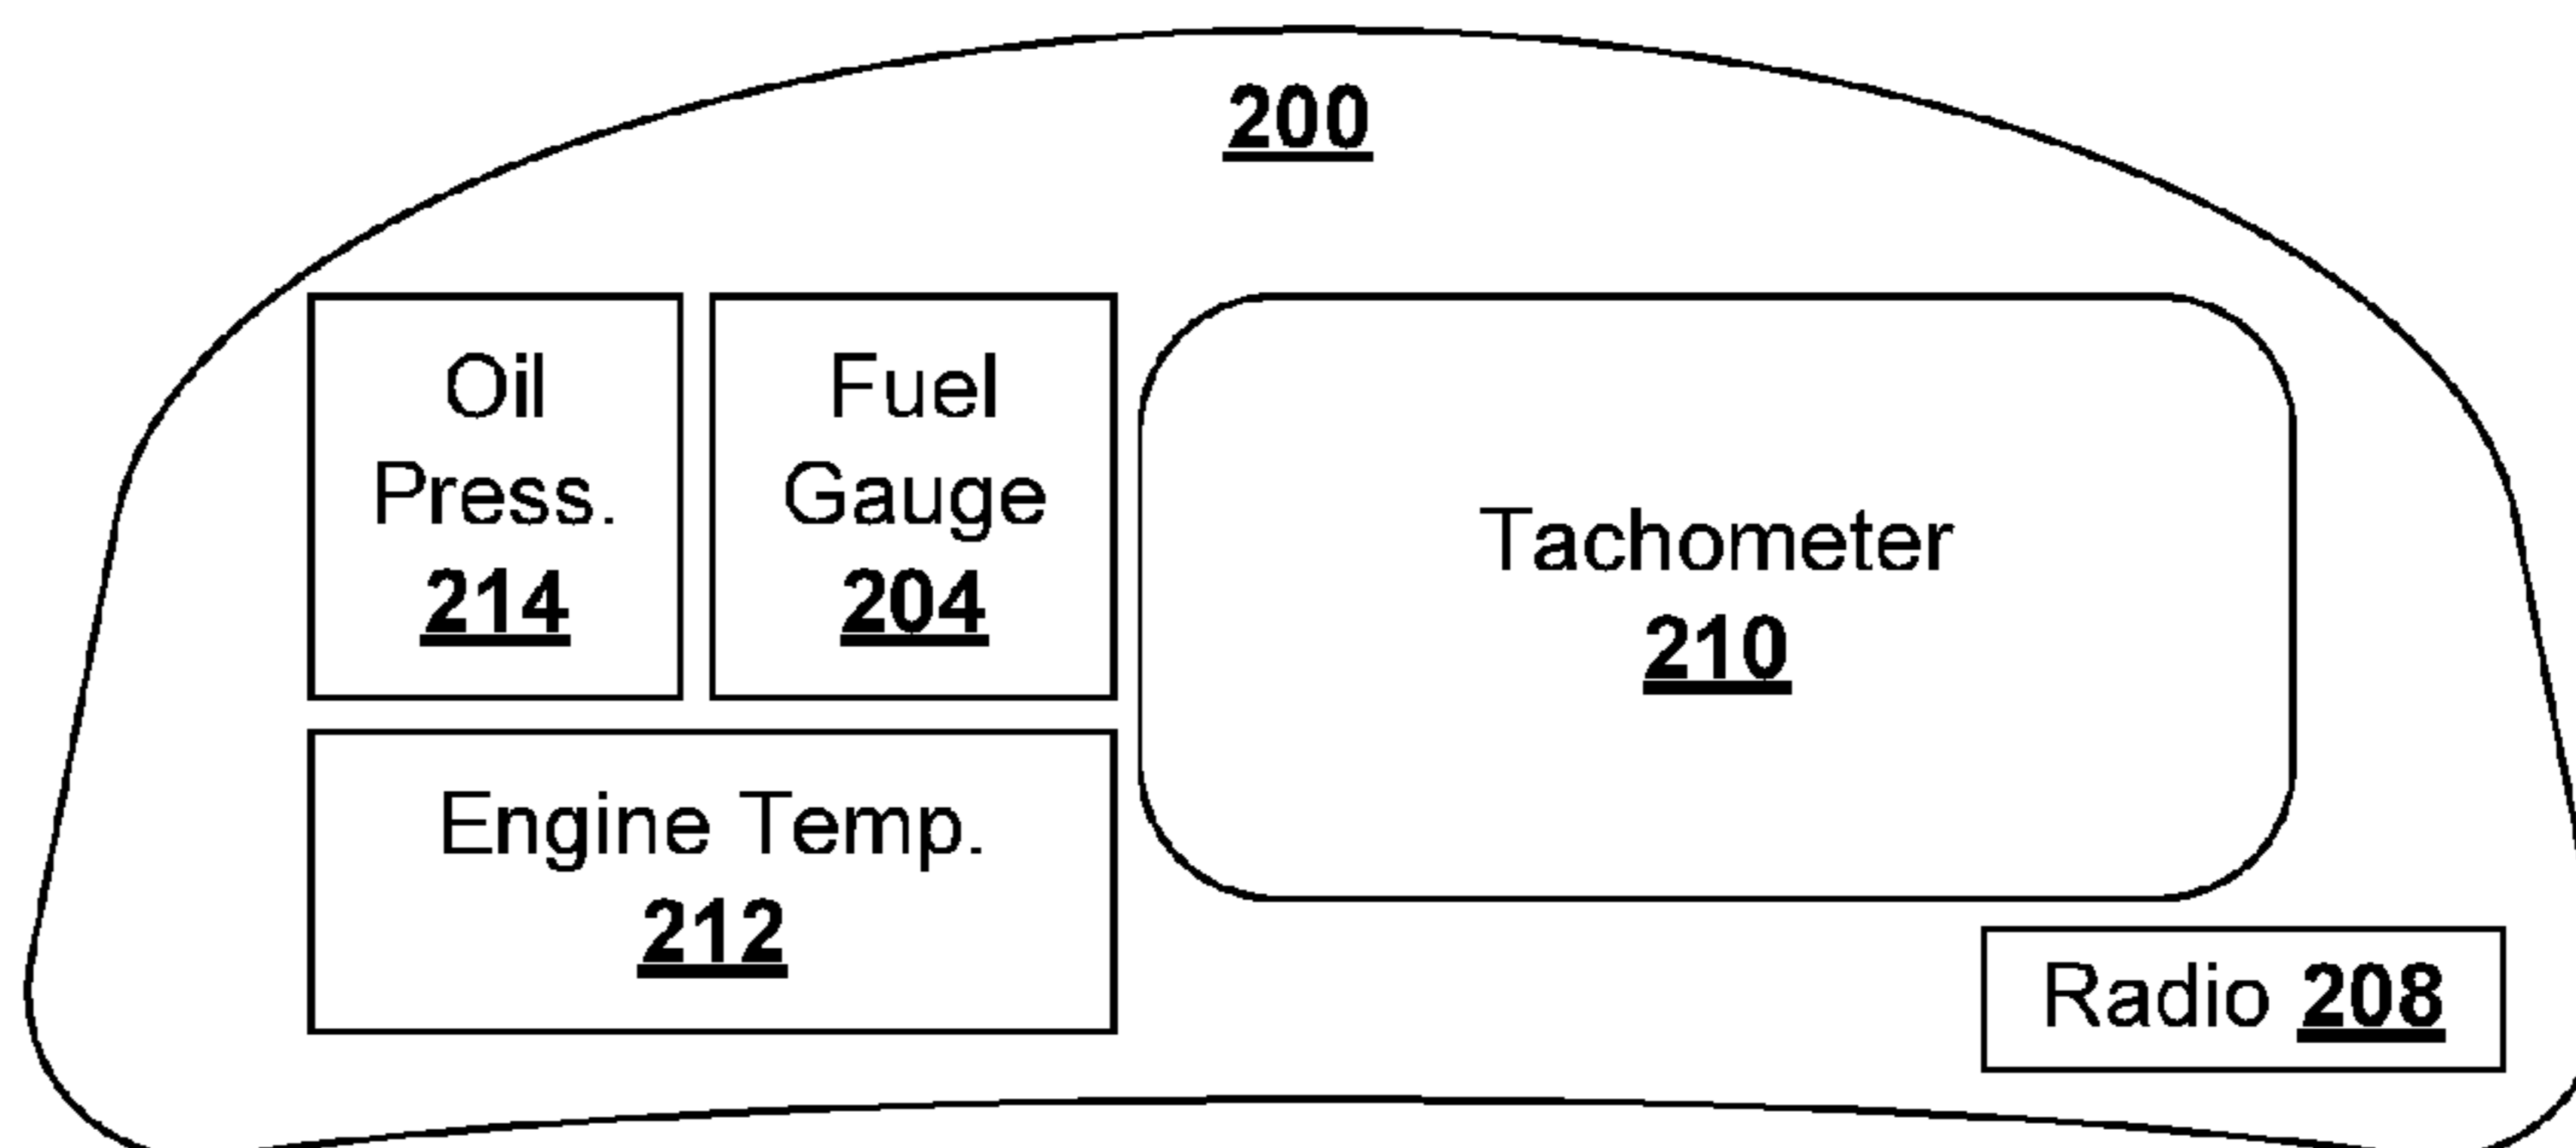 200
Oil
Press.
214
Fuel
Gauge
204
Tachometer
210
Engine Temp.
212
Radio 208